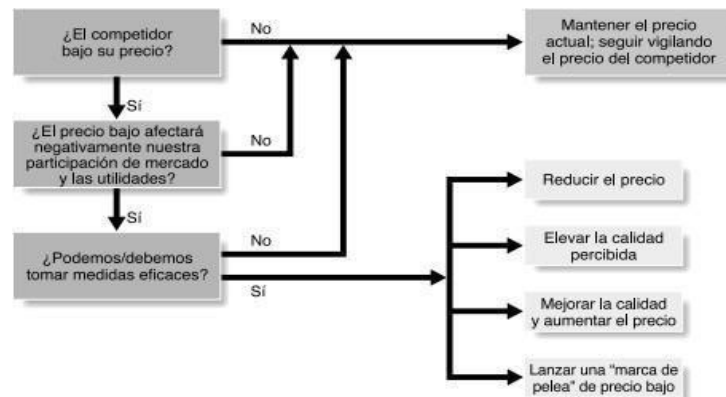 ¿El competidor
bajo su precio?
No
Mantener el precio
actual; seguir vigilando
el precio del competidor
Sí
¿El precio bajo afectará
negativamente nuestra
participación de mercado
y las utilidades?
No
Reducir el precio
Sí
¿Podemos/debemos
tomar medidas eficaces?
No
Sí
Elevar la calidad
percibida
Mejorar la calidad
y aumentar el precio
Lanzar una "marca de
pelea" de precio bajo